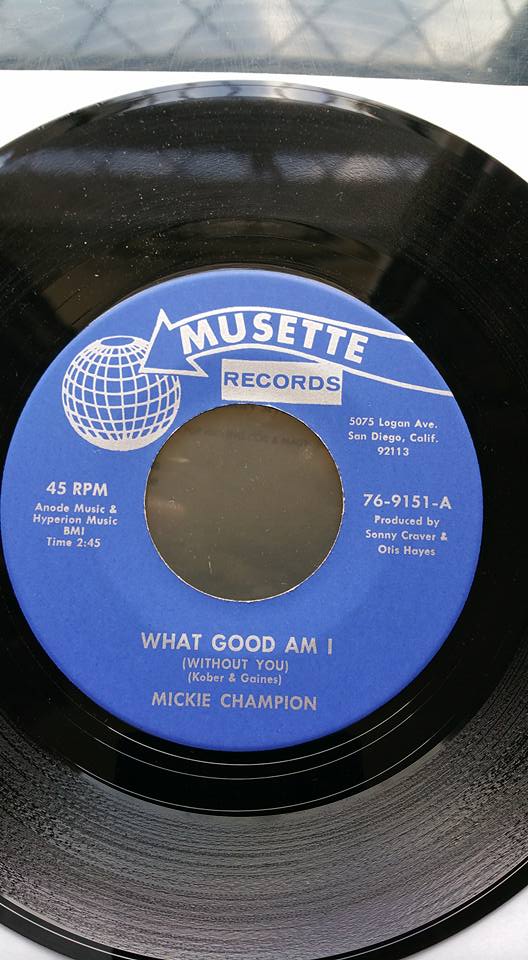 MUSETTE
RECORDS
5075 Logan Ave.
San Diego, Calif.
92113
45 RPM
Anode Music &
Hyperion Music
BMI
Time 2:45
76-9151-A
Produced by
Sonny Craver &
Otis Hayes
WHAT GOOD AM I
(WITHOUT YOU)
(Kober & Gaines)
MICKIE CHAMPION